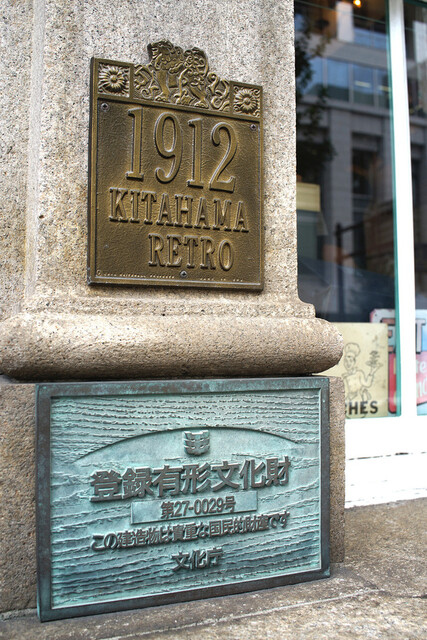 1912
KITAHAMA
RETRO
登録有形文化財
第27-0029号
この建造物は貴重な国民的財産です
文化庁
HES